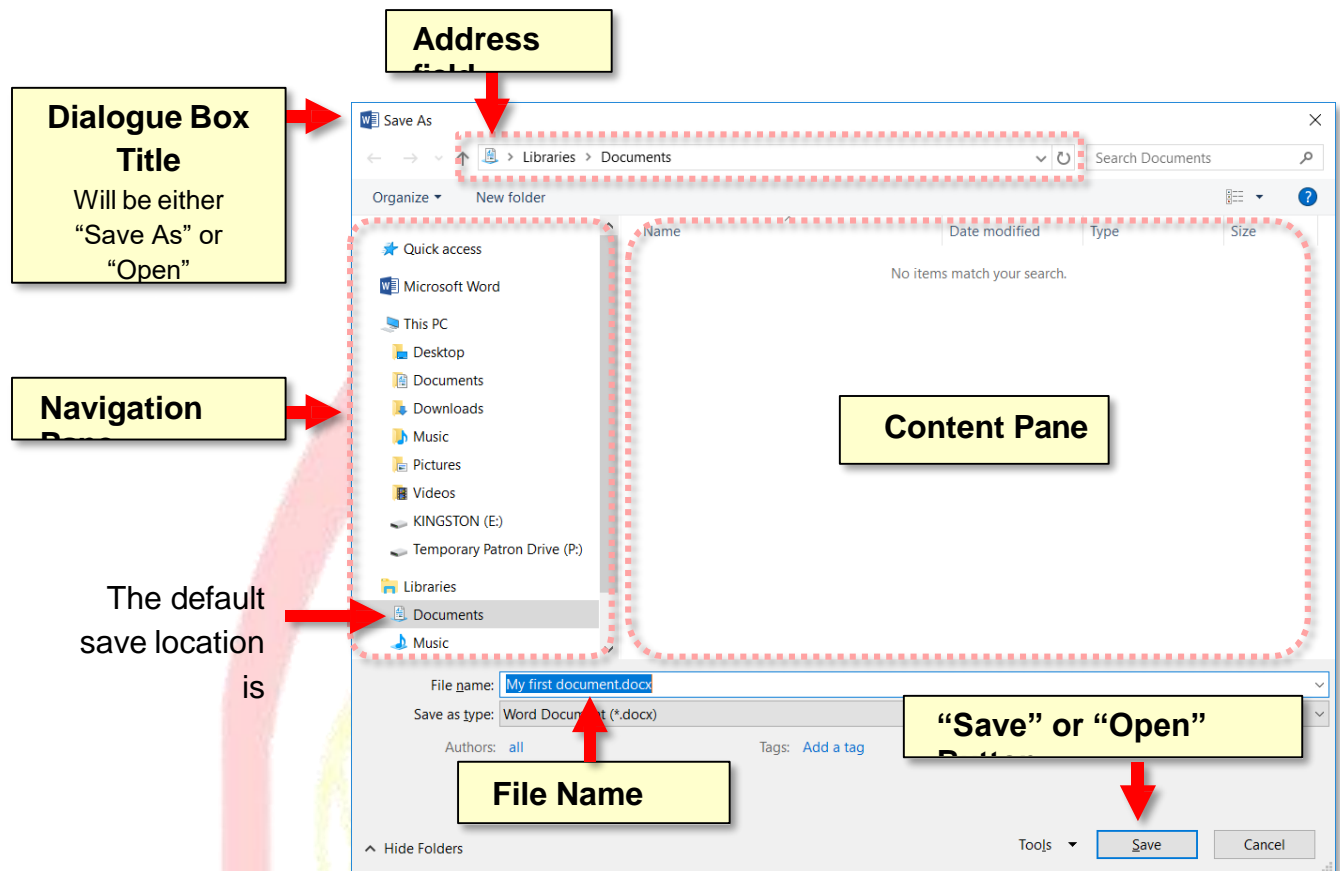 Address
field
Dialogue Box
Title
Will be either
“Save As” or
“Open”
Save As
Libraries > Documents
Search Documents
Organize
New folder
Name
Date modified
Type
Size
No items match your search.
Quick access
Microsoft Word
This PC
Desktop
Documents
Downloads
Music
Pictures
Videos
KINGSTON (E:)
Temporary Patron Drive (P:)
Libraries
Documents
Music
Navigation
Content Pane
The default
save location
is
File name: My first document.docx
Save as type: Word Document (*.docx)
Authors: all
Tags: Add a tag
“Save” or “Open”
File Name
Hide Folders
Tools
Save
Cancel